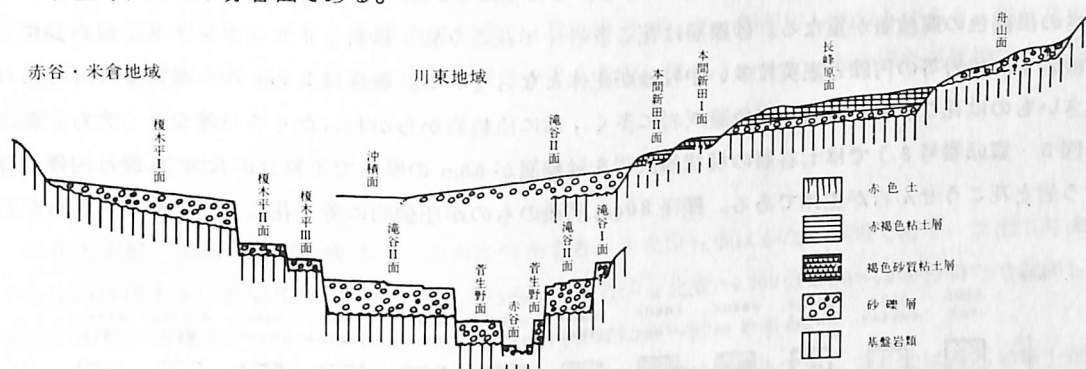 赤谷・米倉地域
川東地域
榎木平I面
榎木平II面
榎木平III面
沖積面
滝谷II面
滝谷II面
菅生野面
赤谷面
菅生野面
滝谷II面
滝谷I面
本間新田II
本間新田I
長峰原面
舟山面
赤色土
赤褐色粘土層
褐色砂質粘土層
砂礫層
基盤岩類